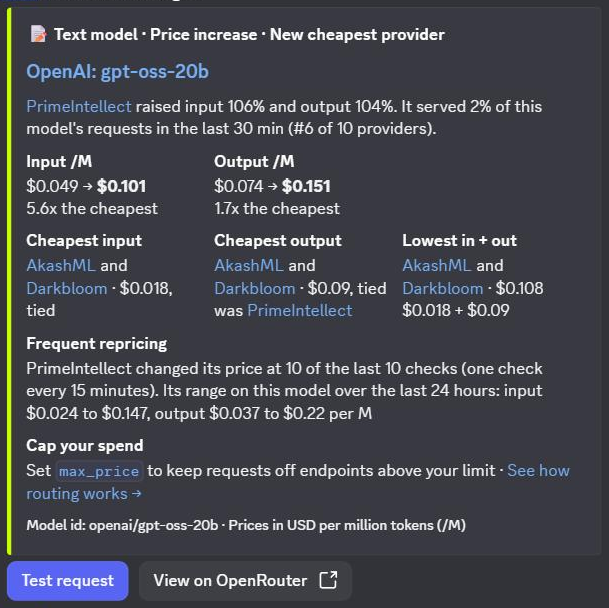 Text model · Price increase · New cheapest provider
OpenAI: gpt-oss-20b
PrimeIntellect raised input 106% and output 104%. It served 2% of this
model's requests in the last 30 min (#6 of 10 providers).
Input /M
$0.049 → $0.101
5.6x the cheapest
Output /M
$0.074 → $0.151
1.7x the cheapest
Cheapest input
AkashML and
Darkbloom · $0.018,
tied
Cheapest output
AkashML and
Darkbloom · $0.09, tied
was PrimeIntellect
Lowest in + out
AkashML and
Darkbloom · $0.108
$0.018 + $0.09
Frequent repricing
PrimeIntellect changed its price at 10 of the last 10 checks (one check
every 15 minutes). Its range on this model over the last 24 hours: input
$0.024 to $0.147, output $0.037 to $0.22 per M
Cap your spend
Set max_price to keep requests off endpoints above your limit · See how
routing works →
Model id: openai/gpt-oss-20b · Prices in USD per million tokens (/M)
Test request
View on OpenRouter